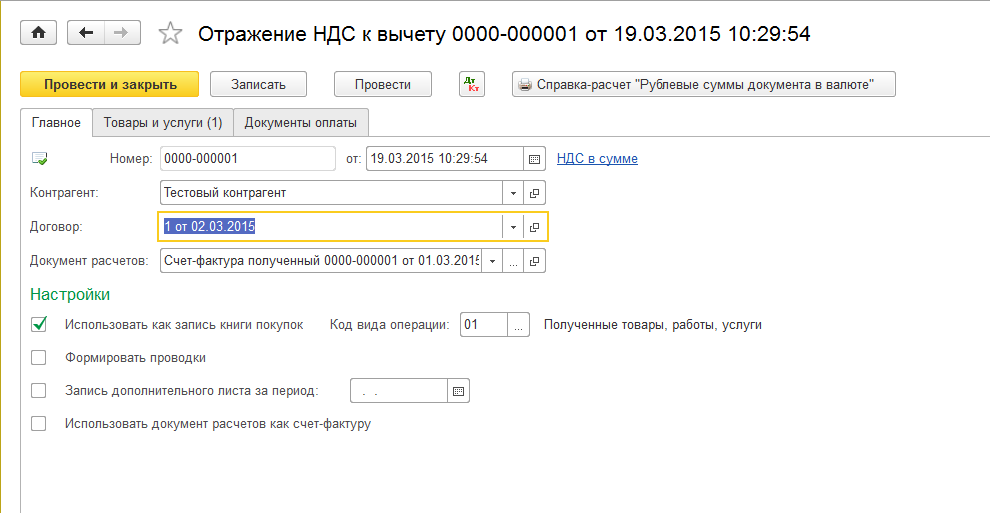 Отражение НДС к вычету 0000-000001 от 19.03.2015 10:29:54
Провести и закрыть Записать Провести Дт Кт Справка-расчет "Рублевые суммы документа в валюте"
Главное Товары и услуги (1) Документы оплаты
Номер: 0000-000001 от: 19.03.2015 10:29:54 НДС в сумме
Контрагент: Тестовый контрагент
Договор: 1 от 02.03.2015
Документ расчетов: Счет-фактура полученный 0000-000001 от 01.03.2015 ...
Настройки
Использовать как запись книги покупок Код вида операции: 01 ... Полученные товары, работы, услуги
Формировать проводки
Запись дополнительного листа за период: . .
Использовать документ расчетов как счет-фактуру